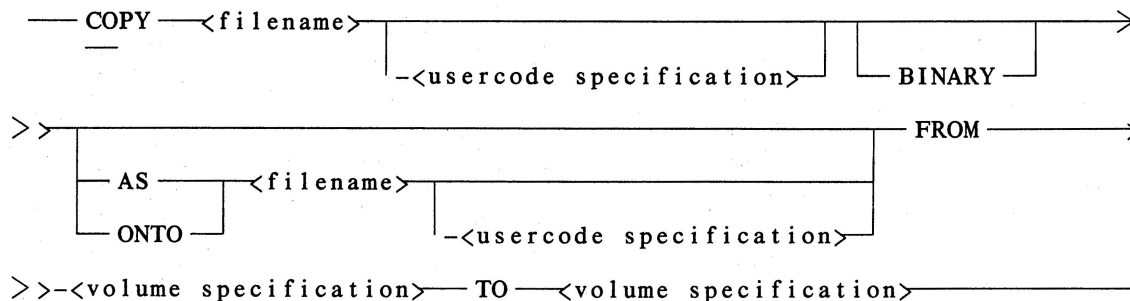 COPY <filename>
-<usercode specification> BINARY
FROM
AS <filename>
ONTO -<usercode specification>
-<volume specification> TO <volume specification>